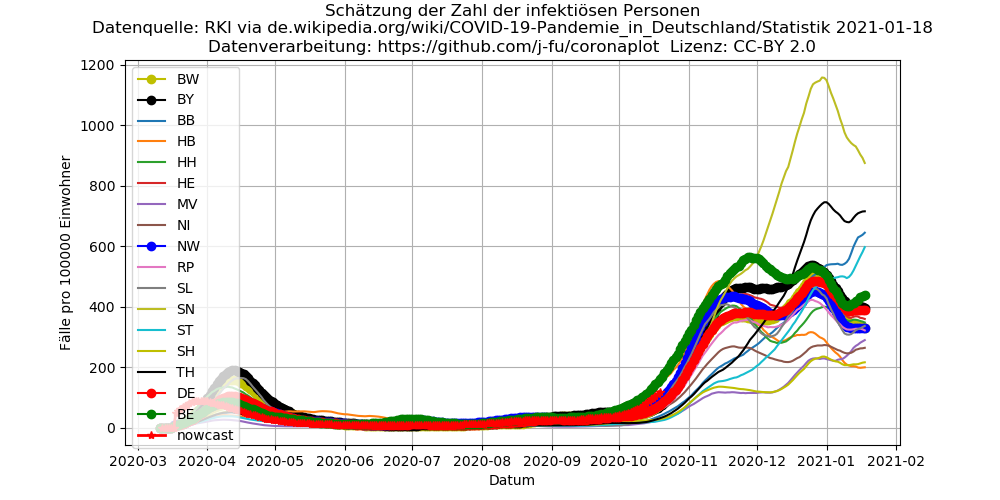 Schätzung der Zahl der infektiösen Personen
Datenquelle: RKI via de.wikipedia.org/wiki/COVID-19-Pandemie_in_Deutschland/Statistik 2021-01-18
Datenverarbeitung: https://github.com/j-fu/coronaplot  Lizenz: CC-BY 2.0
Fälle pro 100000 Einwohner
1200
1000
800
600
400
200
0
BW
BY
BB
HB
HH
HE
MV
NI
NW
RP
SL
SN
ST
SH
TH
DE
BE
nowcast
2020-03 2020-04 2020-05 2020-06 2020-07 2020-08 2020-09 2020-10 2020-11 2020-12 2021-01 2021-02
Datum